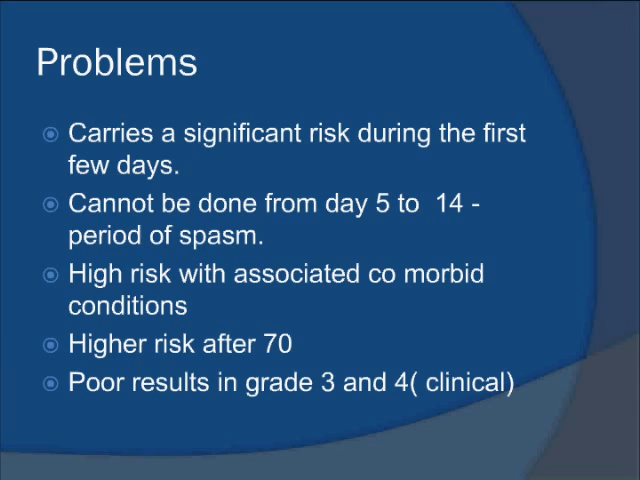 Problems
Carries a significant risk during the first
few days.
Cannot be done from day 5 to  14 -
period of spasm.
High risk with associated co morbid
conditions
Higher risk after 70
Poor results in grade 3 and 4( clinical)